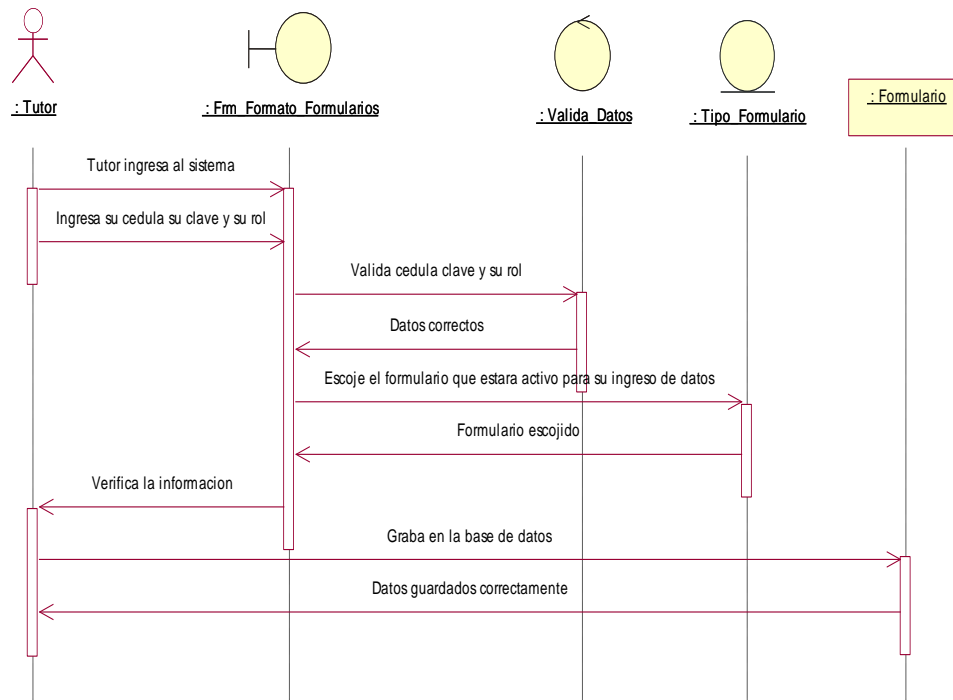 : Tutor
: Frm_Formato_Formularios
: Valida_Datos
: Tipo_Formulario
: Formulario
Tutor ingresa al sistema
Ingresa su cedula su clave y su rol
Valida cedula clave y su rol
Datos correctos
Escoje el formulario que estara activo para su ingreso de datos
Formulario escojido
Verifica la informacion
Graba en la base de datos
Datos guardados correctamente